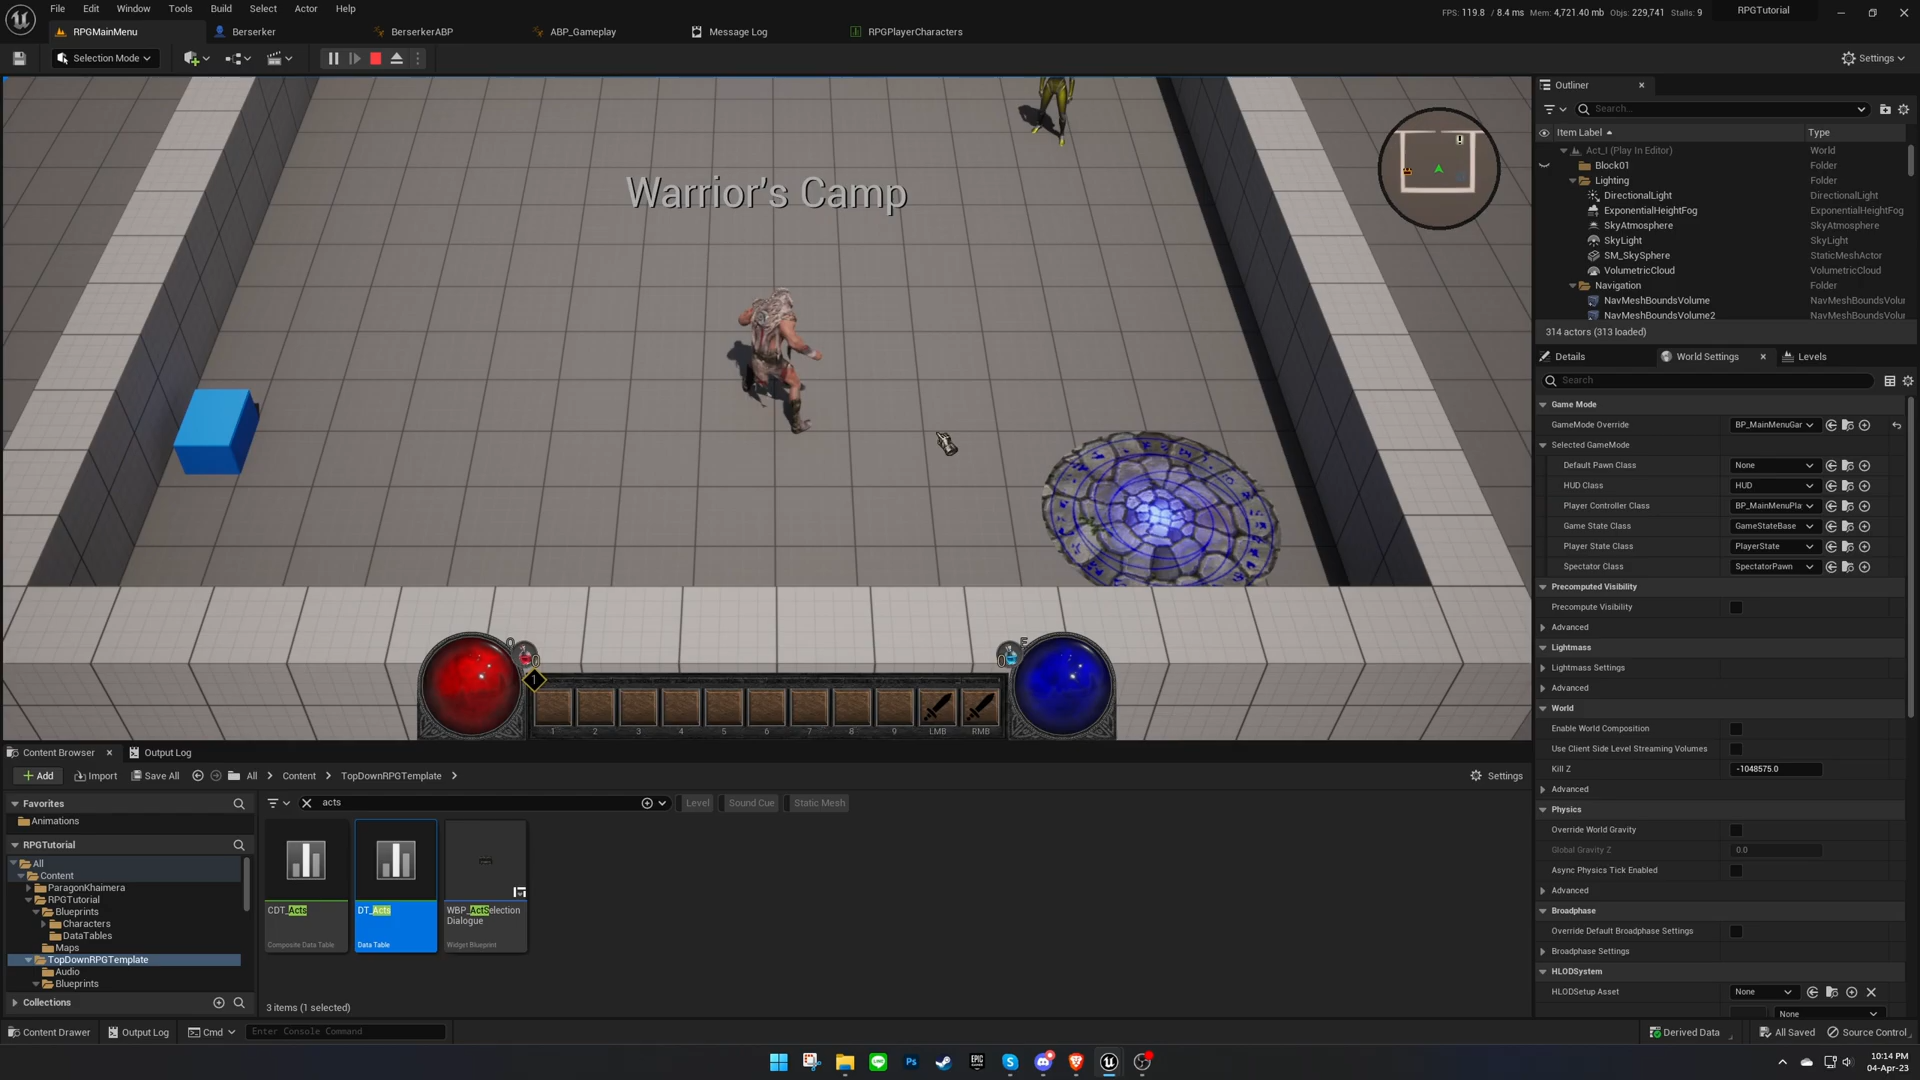 File Edit Window Tools Build Select Actor Help
FPS: 119.8 / 8.4 ms Mem: 4,721.40 mb Objs: 229,741 Stalls: 9
RPGTutorial
RPGMainMenu
Berserker
BerserkerABP
ABP_Gameplay
Message Log
RPGPlayerCharacters
Selection Mode
Settings
Warrior's Camp
1
1 2 3 4 5 6 7 8 9 LMB RMB
0
0
Outliner
Search...
Item Label Type
Act_I (Play In Editor) World
Block01 Folder
Lighting Folder
DirectionalLight DirectionalLight
ExponentialHeightFog ExponentialHeightFog
SkyAtmosphere SkyAtmosphere
SkyLight SkyLight
SM_SkySphere StaticMeshActor
VolumetricCloud VolumetricCloud
Navigation Folder
NavMeshBoundsVolume NavMeshBoundsVolur
NavMeshBoundsVolume2 NavMeshBoundsVolur
314 actors (313 loaded)
Details
World Settings
Levels
Search
Game Mode
GameMode Override BP_MainMenuGar
Selected GameMode
Default Pawn Class None
HUD Class HUD
Player Controller Class BP_MainMenuPla
Game State Class GameStateBase
Player State Class PlayerState
Spectator Class SpectatorPawn
Precomputed Visibility
Precompute Visibility
Advanced
Lightmass
Lightmass Settings
Advanced
World
Enable World Composition
Use Client Side Level Streaming Volumes
Kill Z -1048575.0
Advanced
Physics
Override World Gravity
Global Gravity Z 0.0
Async Physics Tick Enabled
Advanced
Broadphase
Override Default Broadphase Settings
Broadphase Settings
HLODSystem
HLODSetup Asset None
None
Content Browser
Output Log
Add Import Save All All Content TopDownRPGTemplate
Settings
Favorites
Animations
RPGTutorial
All
Content
ParagonKhaimera
RPGTutorial
Blueprints
Characters
DataTables
Maps
TopDownRPGTemplate
Audio
Blueprints
Collections
acts
Level Sound Cue Static Mesh
CDT_Acts
Composite Data Table
DT_Acts
Data Table
WBP_ActSelection
Dialogue
Widget Blueprint
3 items (1 selected)
Content Drawer Output Log Cmd Enter Console Command
Derived Data All Saved Source Control
Ps
EPIC
10:14 PM
04-Apr-23